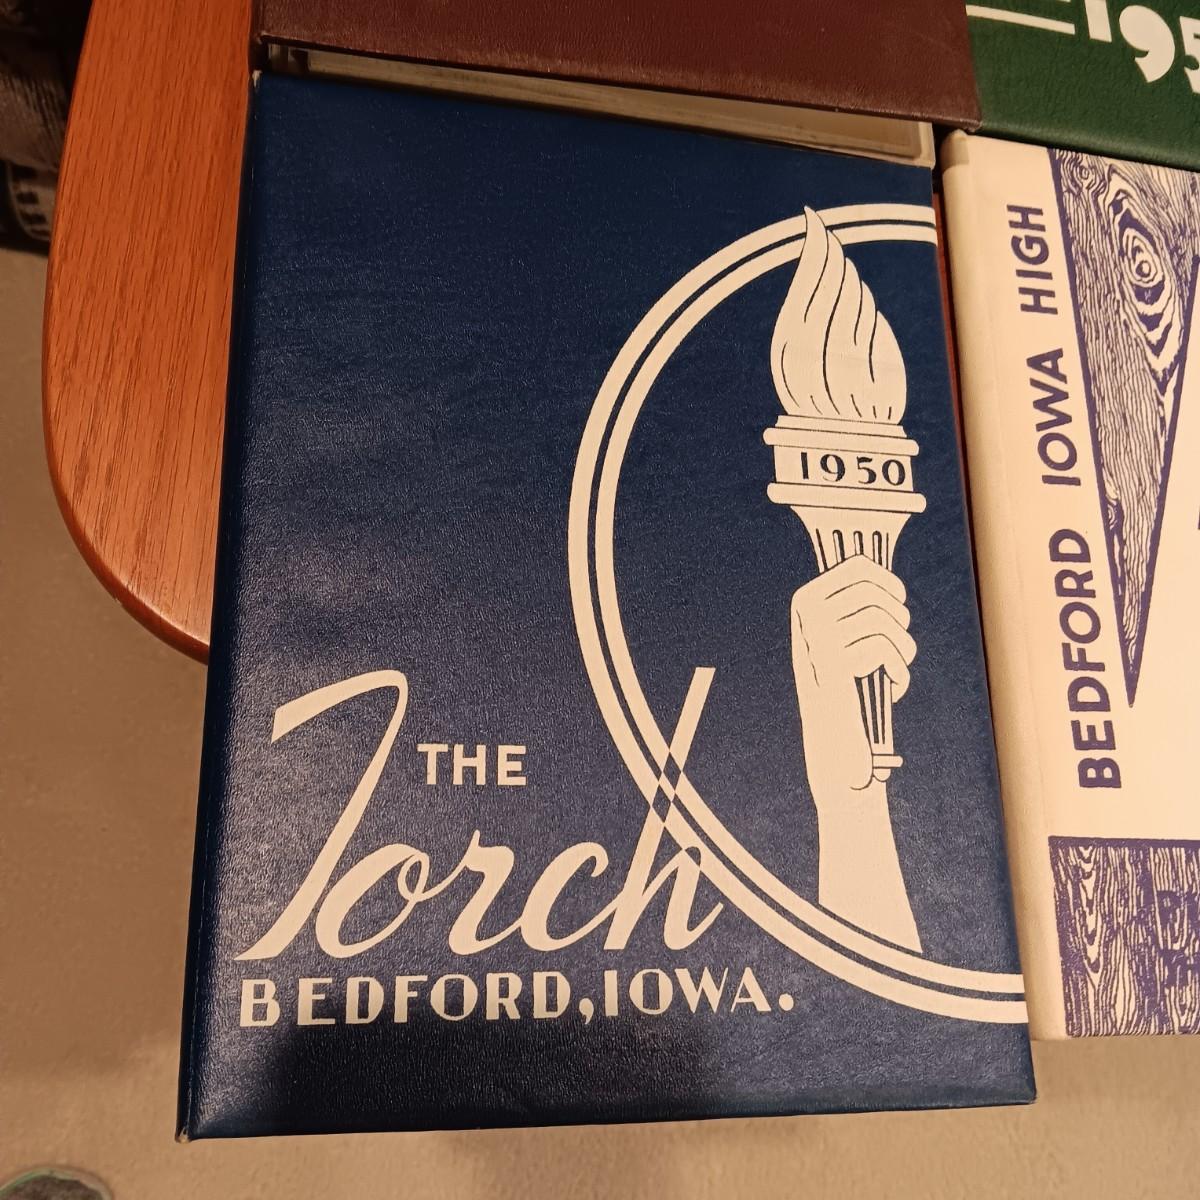 1950
THE
Torch
BEDFORD, IOWA.
BEDFORD IOWA HIGH